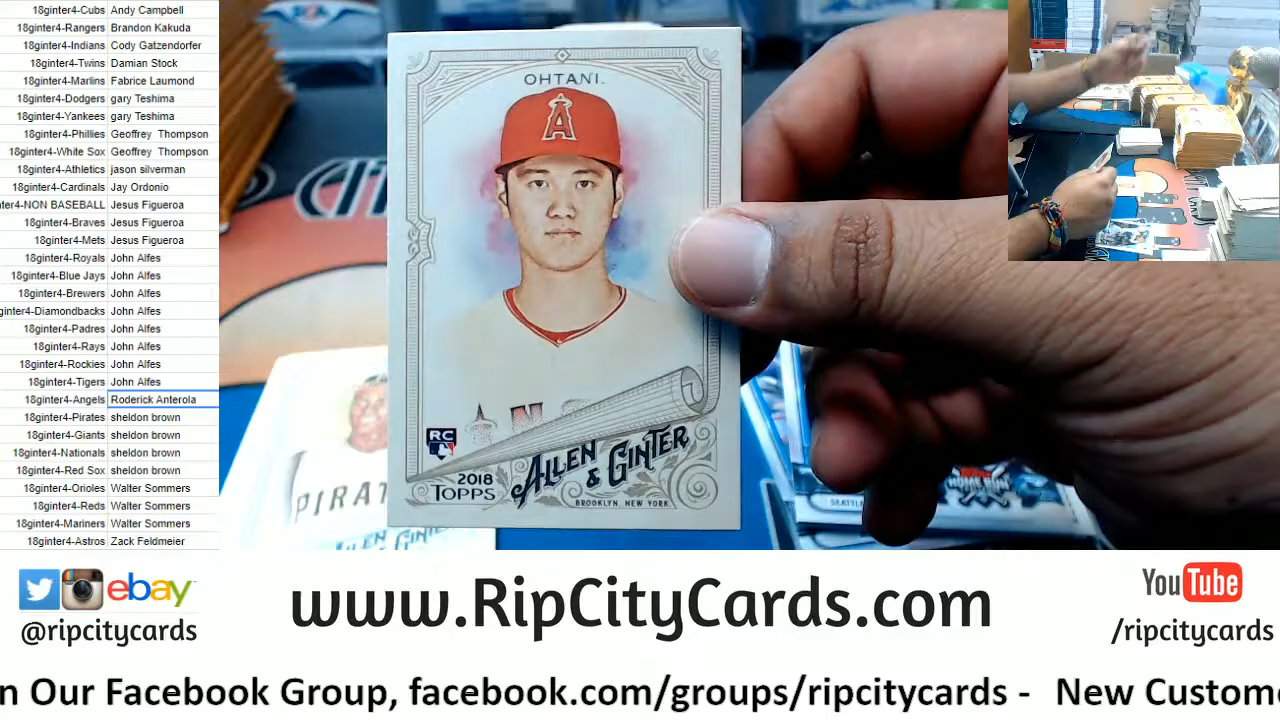 18ginter4-Cubs Andy Campbell
18ginter4-Rangers Brandon Kakuda
18ginter4-Indians Cody Gatzendorfer
18ginter4-Twins Damian Stock
18ginter4-Marlins Fabrice Laumond
18ginter4-Dodgers gary Teshima
18ginter4-Yankees gary Teshima
18ginter4-Phillies Geoffrey Thompson
18ginter4-White Sox Geoffrey Thompson
18ginter4-Athletics jason silverman
18ginter4-Cardinals Jay Ordonio
nter4-NON BASEBALL Jesus Figueroa
18ginter4-Braves Jesus Figueroa
18ginter4-Mets Jesus Figueroa
18ginter4-Royals John Alfes
18ginter4-Blue Jays John Alfes
18ginter4-Brewers John Alfes
ginter4-Diamondbacks John Alfes
18ginter4-Padres John Alfes
18ginter4-Rays John Alfes
18ginter4-Rockies John Alfes
18ginter4-Tigers John Alfes
18ginter4-Angels Roderick Anterola
18ginter4-Pirates sheldon brown
18ginter4-Giants sheldon brown
18ginter4-Nationals sheldon brown
18ginter4-Red Sox sheldon brown
18ginter4-Orioles Walter Sommers
18ginter4-Reds Walter Sommers
18ginter4-Mariners Walter Sommers
18ginter4-Astros Zack Feldmeier
OHTANI.
A
RC
2018
TOPPS
ALLEN
& GINTER
BROOKLYN, NEW YORK
PIRAT
ALLEN
& GINTER
SEATTLE
HOME RUN
ebay
@ripcitycards
www.RipCityCards.com
YouTube
/ripcitycards
n Our Facebook Group, facebook.com/groups/ripcitycards - New Custome